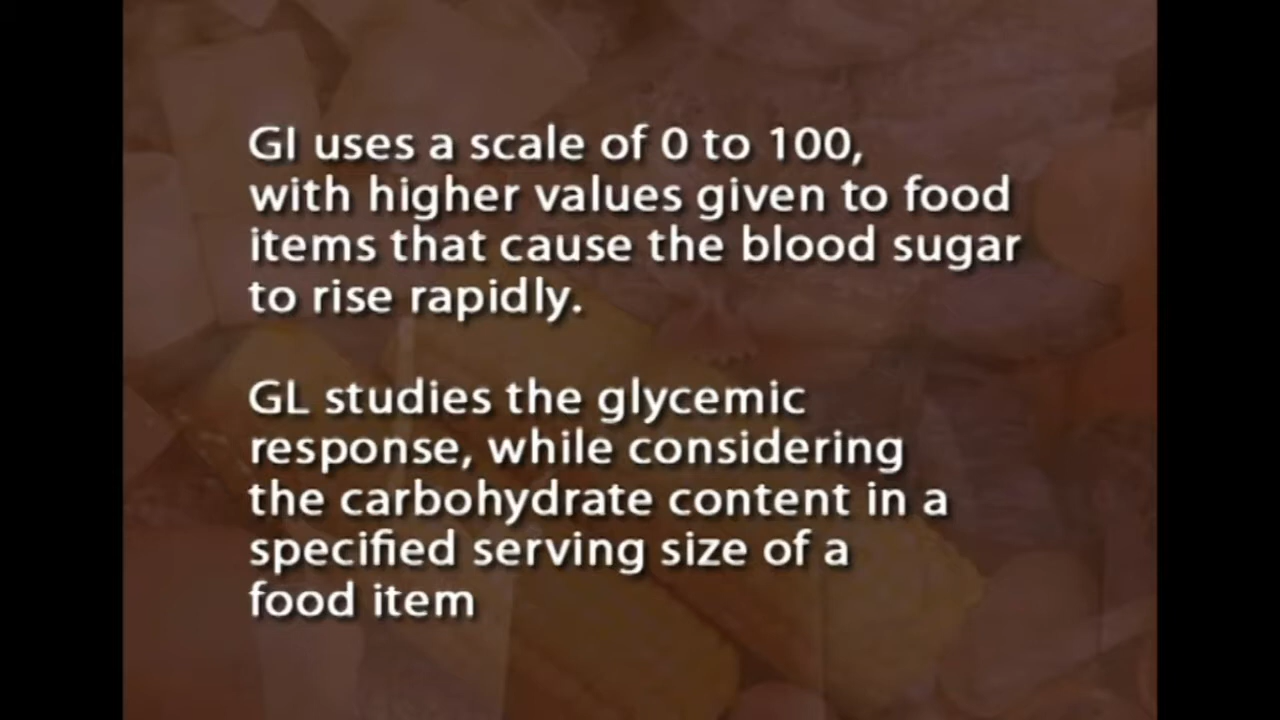 GI uses a scale of 0 to 100,
with higher values given to food
items that cause the blood sugar
to rise rapidly.
GL studies the glycemic
response, while considering
the carbohydrate content in a
specified serving size of a
food item